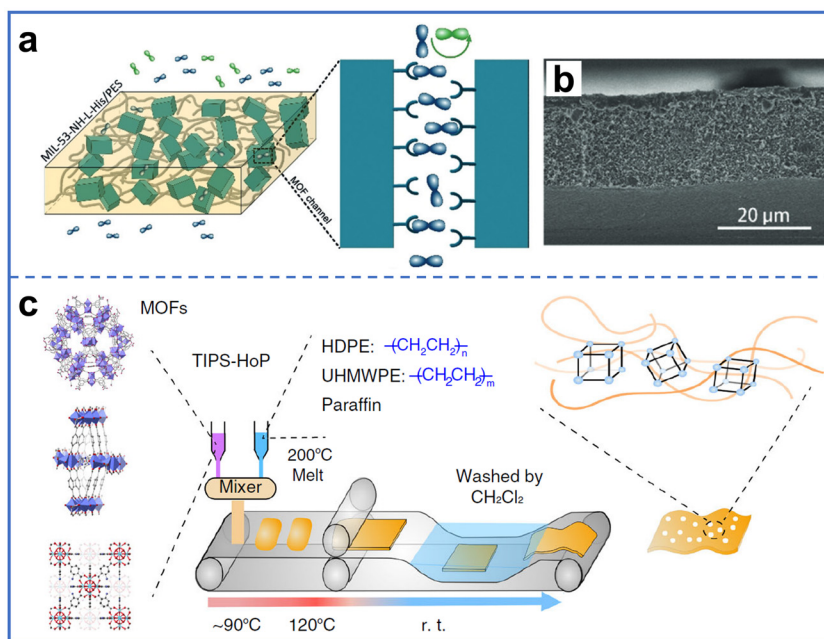 a
MIL-53-NH-L-His/PES
MOF channel
b
20 µm
c
MOFs
TIPS-HoP
HDPE: -(CH₂CH₂)-n
UHMWPE: -(CH₂CH₂)-m
Paraffin
200°C
Melt
Mixer
Washed by
CH₂Cl₂
~90°C 120°C r. t.